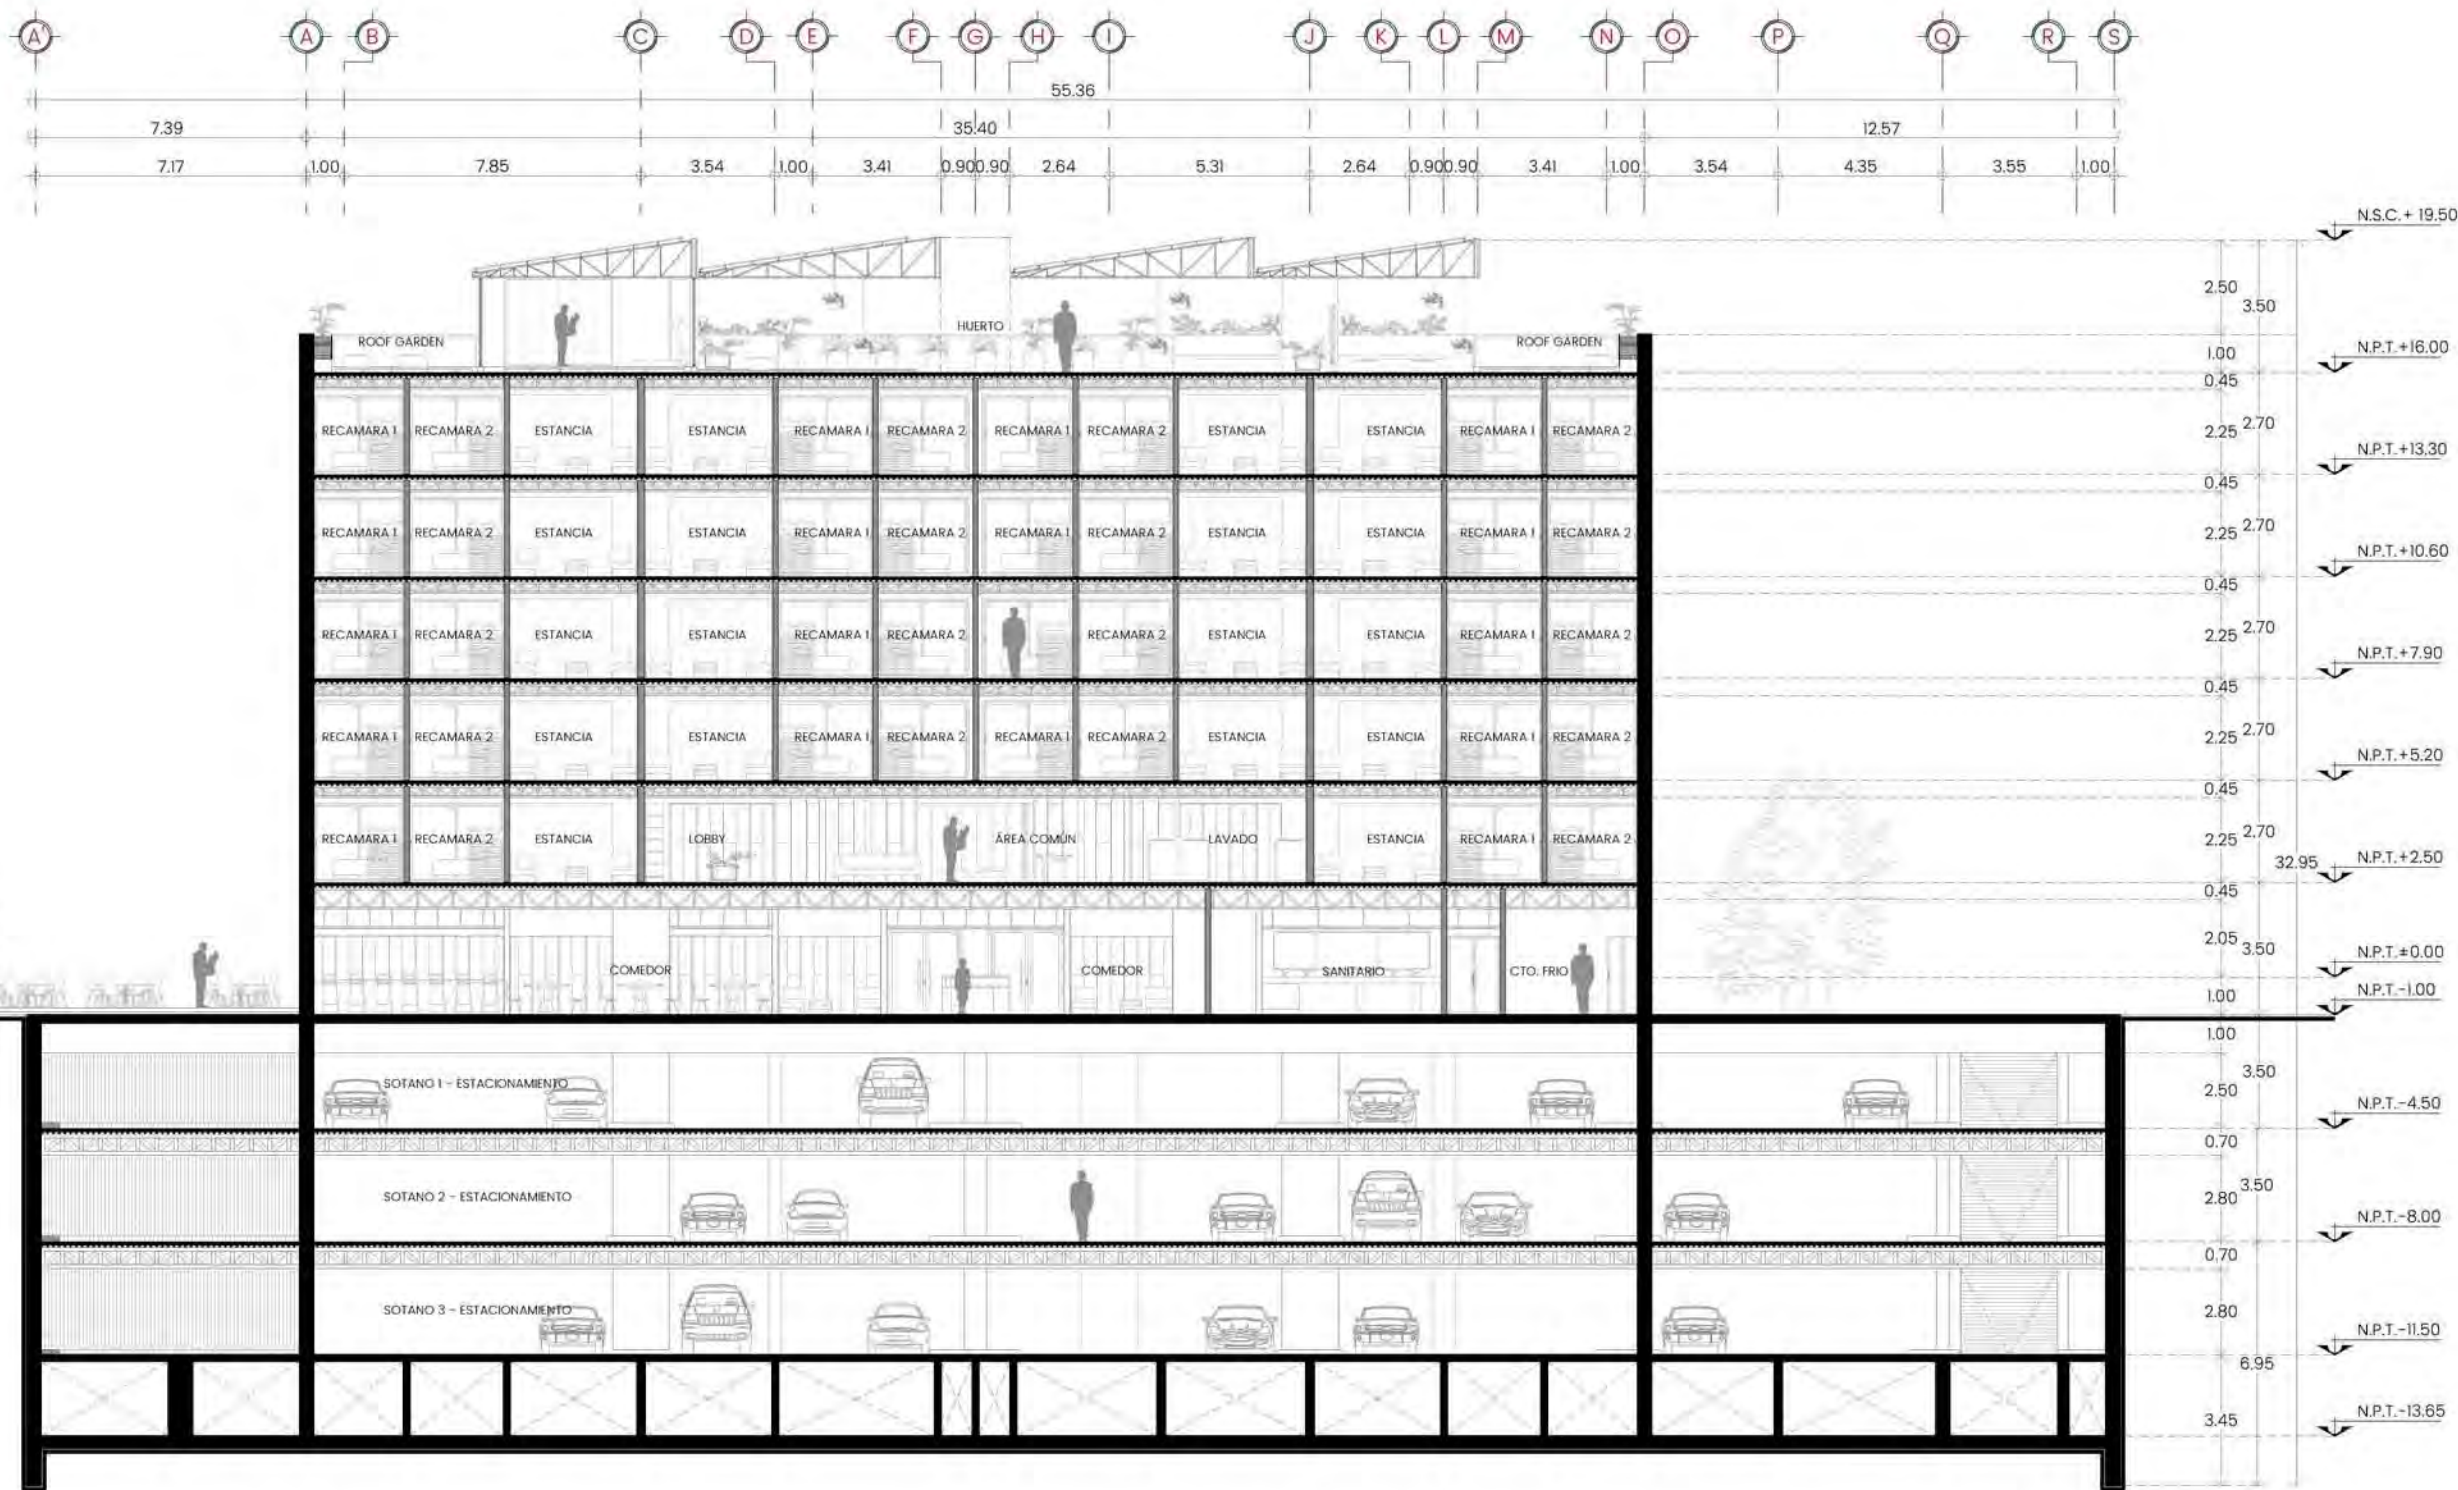 A' A B C D E F G H I J K L M N O P Q R S
55.36
7.39 35.40 12.57
7.17 1.00 7.85 3.54 1.00 3.41 0.90 0.90 2.64 5.31 2.64 0.90 0.90 3.41 1.00 3.54 4.35 3.55 1.00
N.S.C.+ 19.50
2.50
3.50
HUERTO
ROOF GARDEN ROOF GARDEN
N.P.T.+16.00
1.00
0.45
RECAMARA 1 RECAMARA 2 ESTANCIA ESTANCIA RECAMARA 1 RECAMARA 2 RECAMARA 1 RECAMARA 2 ESTANCIA ESTANCIA RECAMARA 1 RECAMARA 2 2.25 2.70
N.P.T.+13.30
0.45
RECAMARA 1 RECAMARA 2 ESTANCIA ESTANCIA RECAMARA 1 RECAMARA 2 RECAMARA 1 RECAMARA 2 ESTANCIA ESTANCIA RECAMARA 1 RECAMARA 2 2.25 2.70
N.P.T.+10.60
0.45
RECAMARA 1 RECAMARA 2 ESTANCIA ESTANCIA RECAMARA 1 RECAMARA 2 RECAMARA 2 ESTANCIA ESTANCIA RECAMARA 1 RECAMARA 2 2.25 2.70
N.P.T.+7.90
0.45
RECAMARA 1 RECAMARA 2 ESTANCIA ESTANCIA RECAMARA 1 RECAMARA 2 RECAMARA 1 RECAMARA 2 ESTANCIA ESTANCIA RECAMARA 1 RECAMARA 2 2.25 2.70
N.P.T.+5.20
0.45
RECAMARA 1 RECAMARA 2 ESTANCIA LOBBY ÁREA COMÚN LAVADO ESTANCIA RECAMARA 1 RECAMARA 2 2.25 2.70
32.95 N.P.T.+2.50
0.45
2.05 3.50
N.P.T.±0.00
COMEDOR COMEDOR SANITARIO CTO. FRIO
1.00 N.P.T.-1.00
1.00
3.50
SOTANO 1 - ESTACIONAMIENTO 2.50
N.P.T.-4.50
0.70
SOTANO 2 - ESTACIONAMIENTO 2.80 3.50
N.P.T.-8.00
0.70
SOTANO 3 - ESTACIONAMIENTO 2.80
N.P.T.-11.50
6.95
3.45 N.P.T.-13.65